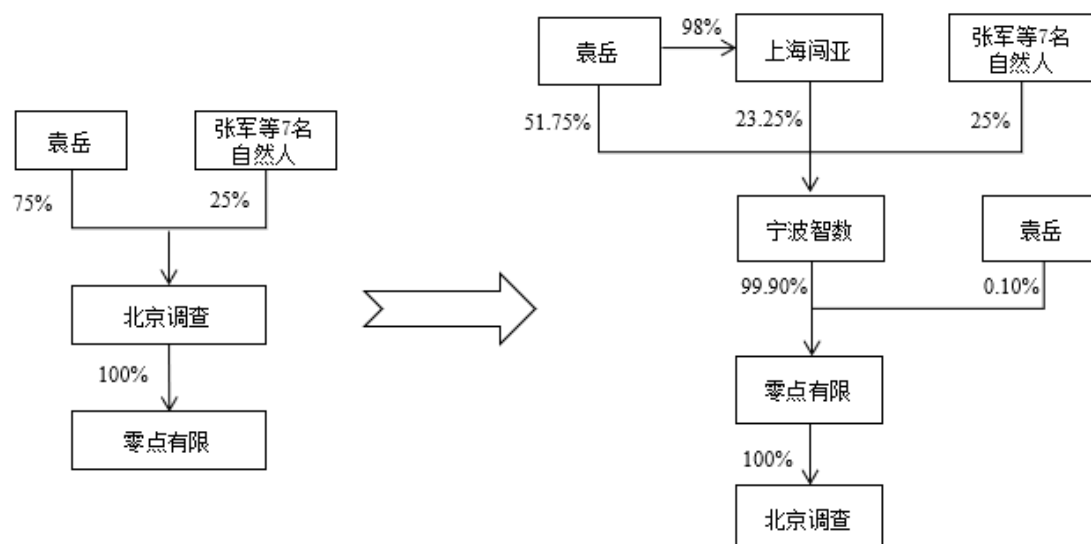 袁岳
张军等7名
自然人
75%
25%
北京调查
100%
零点有限
袁岳
98%
上海闯亚
张军等7名
自然人
51.75%
23.25%
25%
宁波智数
袁岳
99.90%
0.10%
零点有限
100%
北京调查